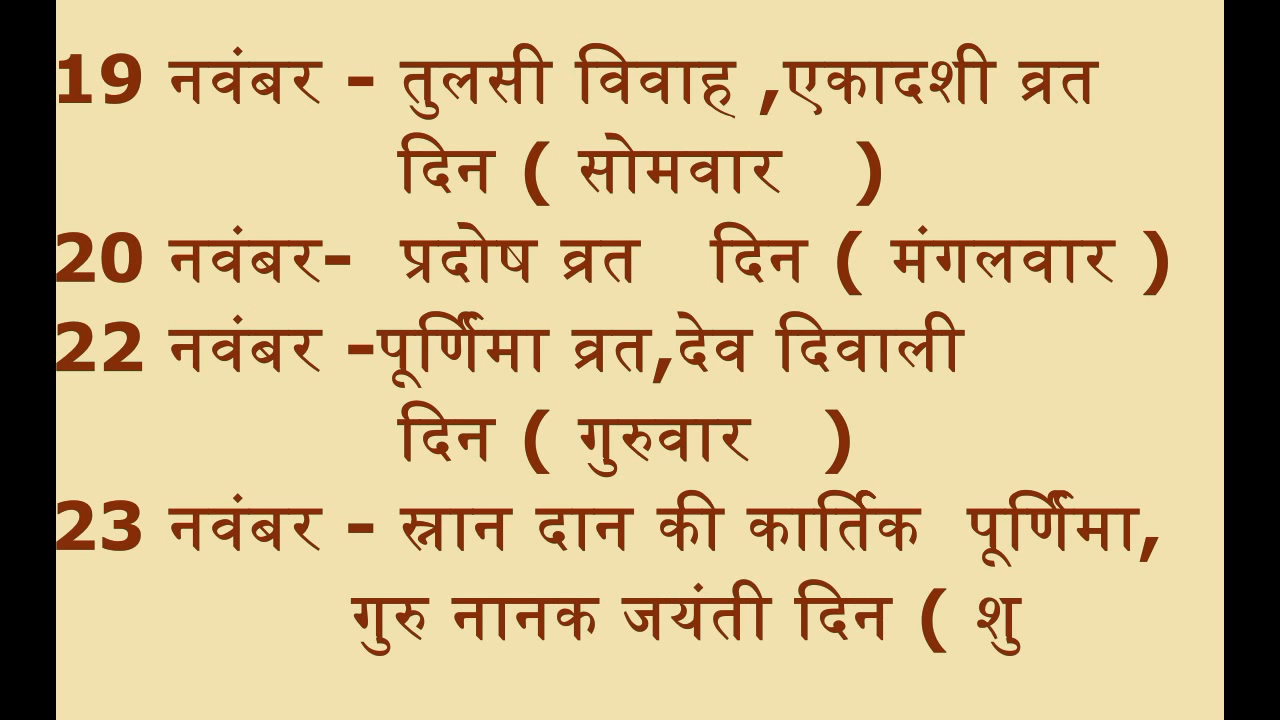 19 नवंबर - तुलसी विवाह ,एकादशी व्रत
दिन ( सोमवार )
20 नवंबर- प्रदोष व्रत दिन ( मंगलवार )
22 नवंबर -पूर्णिमा व्रत,देव दिवाली
दिन ( गुरुवार )
23 नवंबर - स्नान दान की कार्तिक पूर्णिमा,
गुरु नानक जयंती दिन ( शु